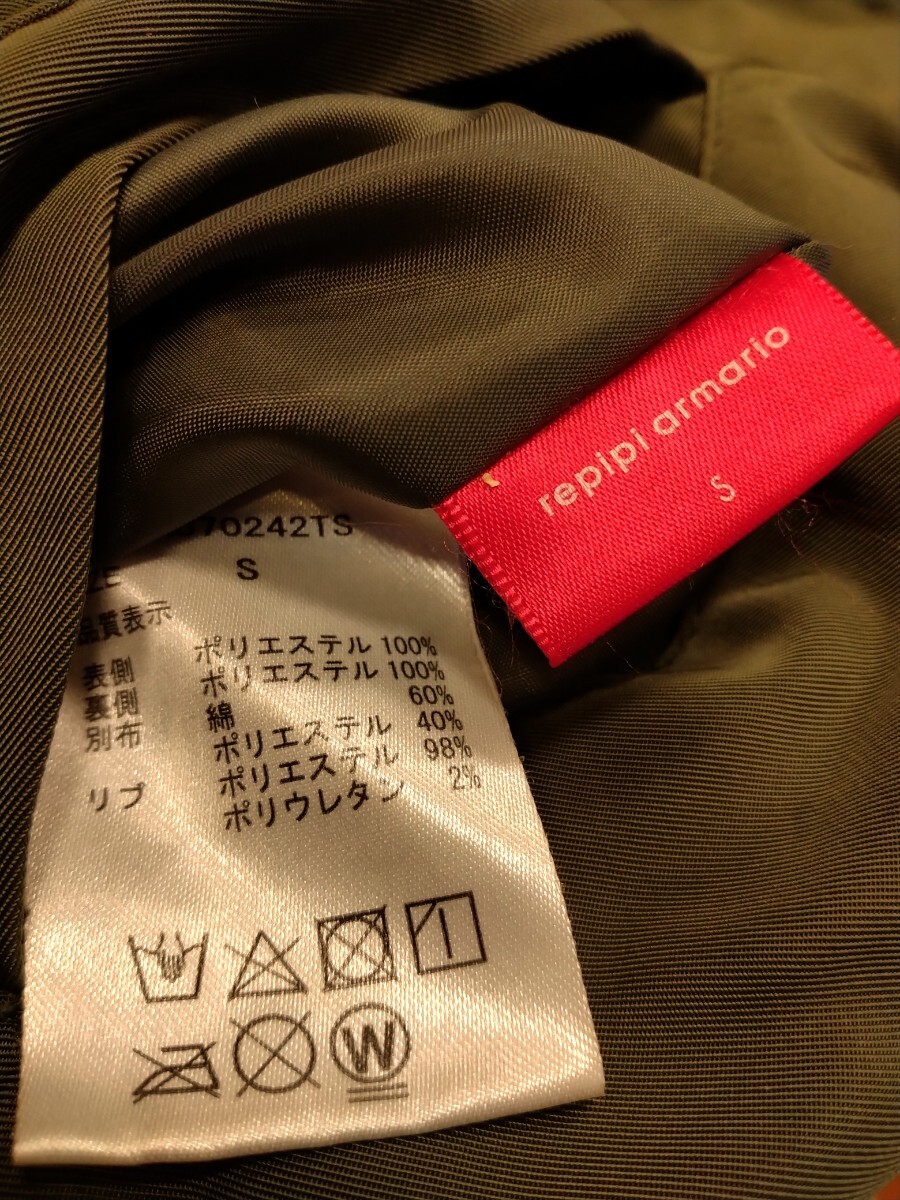 repipi armario
S
70242TS
S
品質表示
表側 ポリエステル 100%
裏側 ポリエステル 100%
別布 綿 60%
ポリエステル 40%
リブ ポリエステル 98%
ポリウレタン 2%
W